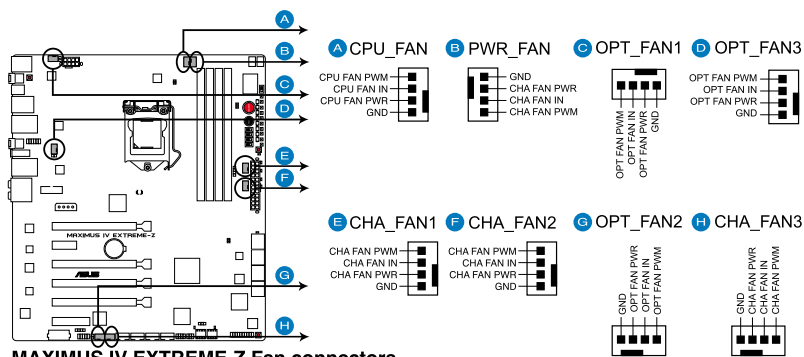 A CPU_FAN
CPU FAN PWM
CPU FAN IN
CPU FAN PWR
GND
B PWR_FAN
GND
CHA FAN PWR
CHA FAN IN
CHA FAN PWM
C OPT_FAN1
OPT FAN PWM
OPT FAN IN
OPT FAN PWR
GND
D OPT_FAN3
OPT FAN PWM
OPT FAN IN
OPT FAN PWR
GND
A
B
C
D
E
F
G
H
MAXIMUS IV EXTREME-Z
ASUS
E CHA_FAN1
CHA FAN PWM
CHA FAN IN
CHA FAN PWR
GND
F CHA_FAN2
CHA FAN PWM
CHA FAN IN
CHA FAN PWR
GND
G OPT_FAN2
GND
OPT FAN PWR
OPT FAN IN
OPT FAN PWM
H CHA_FAN3
GND
CHA FAN PWR
CHA FAN IN
CHA FAN PWM
MAXIMUS IV EXTREME-Z Fan connectors